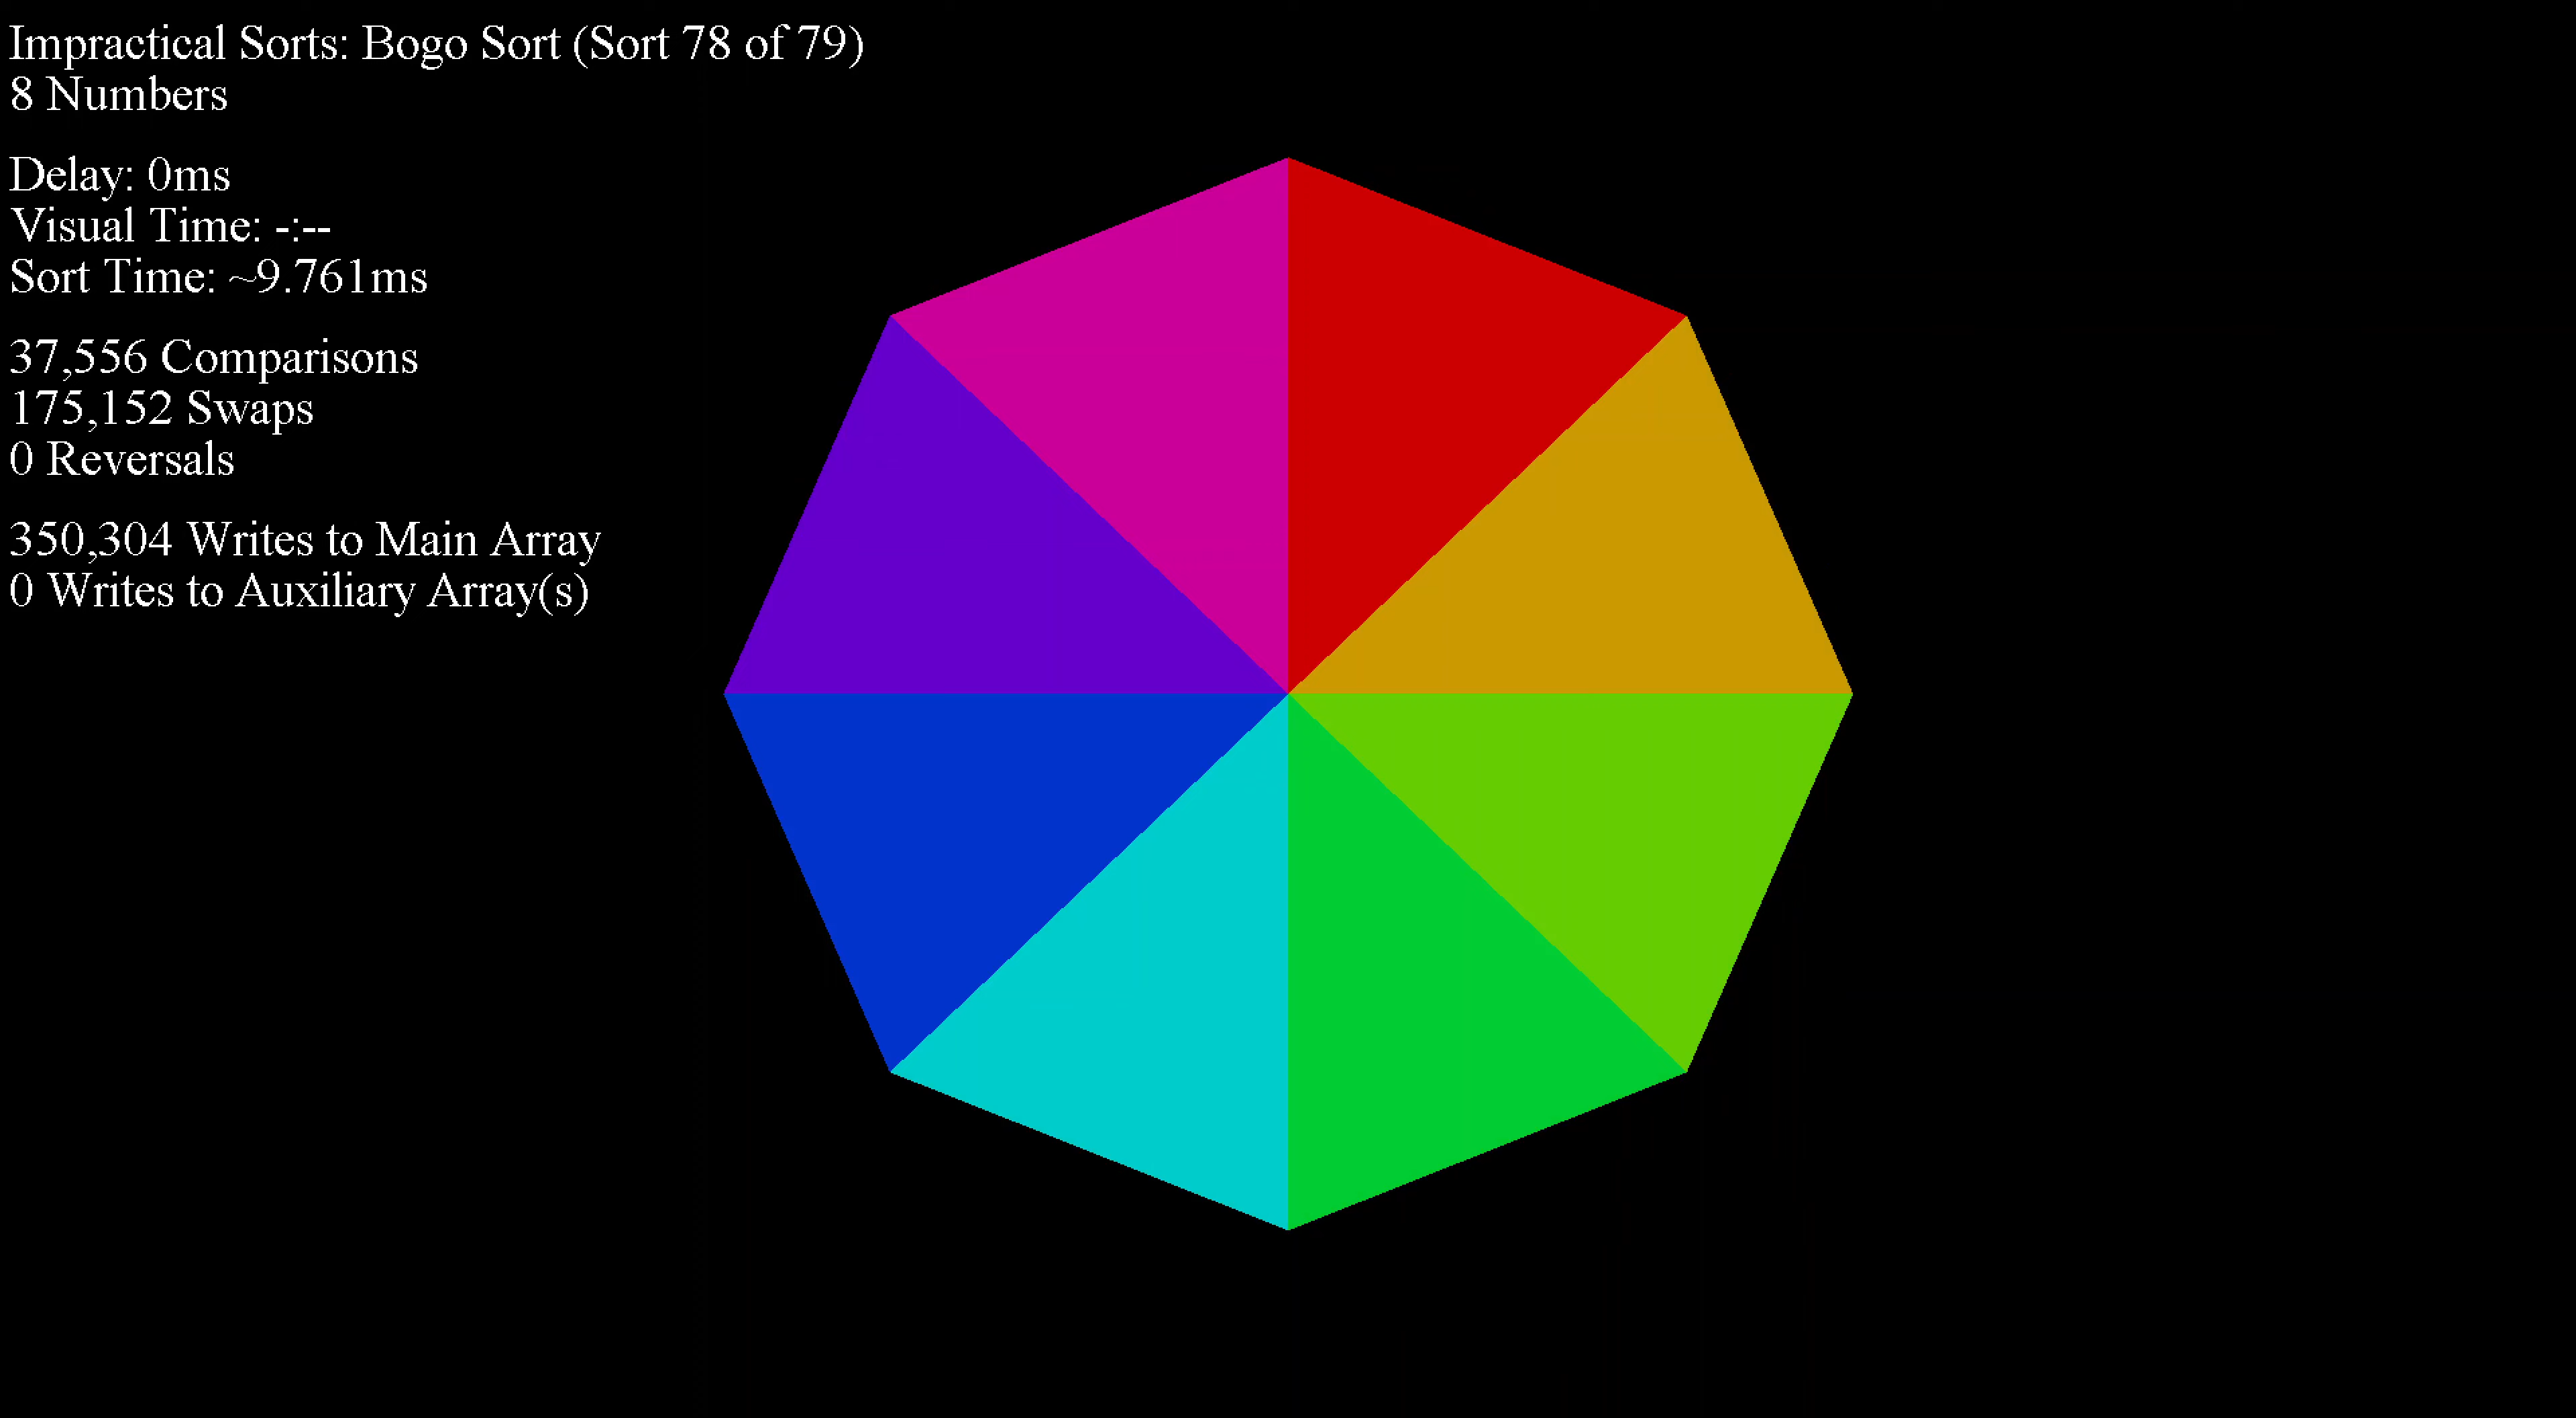 Impractical Sorts: Bogo Sort (Sort 78 of 79)
8 Numbers
Delay: 0ms
Visual Time: -:--
Sort Time: ~9.761ms
37,556 Comparisons
175,152 Swaps
0 Reversals
350,304 Writes to Main Array
0 Writes to Auxiliary Array(s)